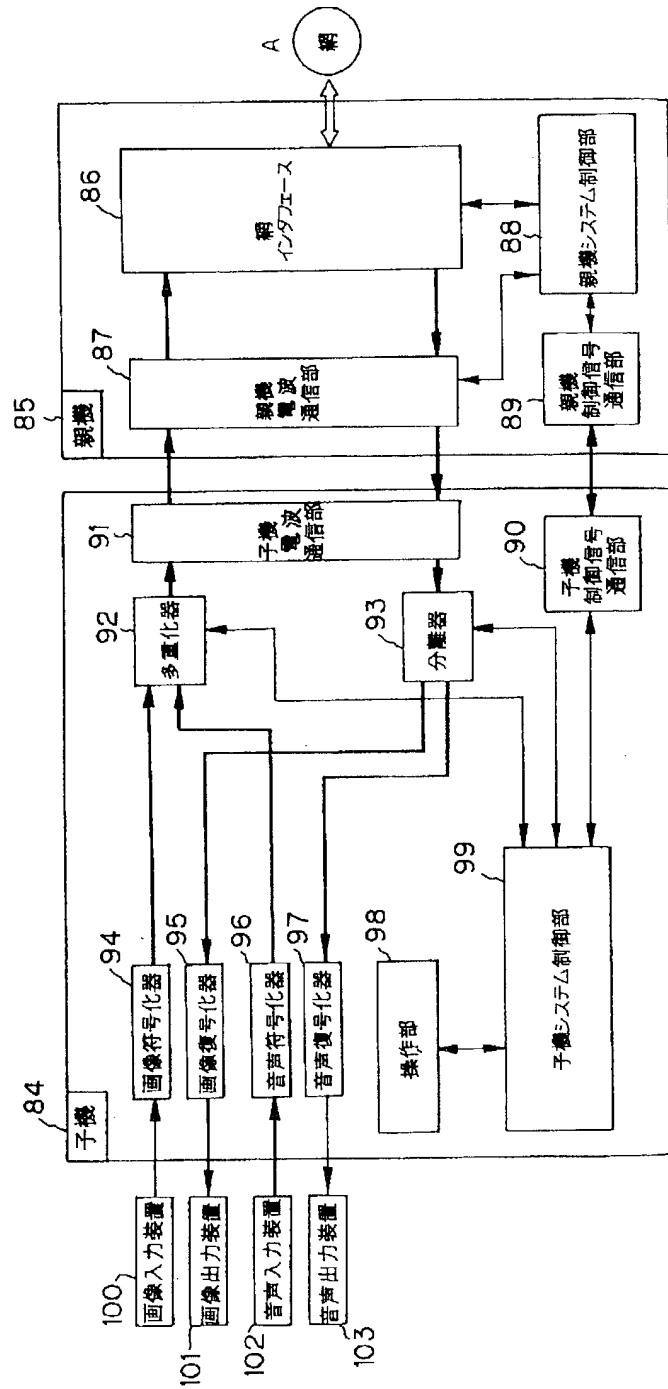 84
子機
100
画像入力装置
101
画像出力装置
102
音声入力装置
103
音声出力装置
94
画像符号化器
95
画像復号化器
96
音声符号化器
97
音声復号化器
98
操作部
99
子機システム制御部
92
多重化器
93
分離器
91
子機
電波
通信部
90
子機
制御信号
通信部
85
親機
87
親機
電波
通信部
86
網
インタフェース
88
親機システム制御部
89
親機
制御信号
通信部
A
網